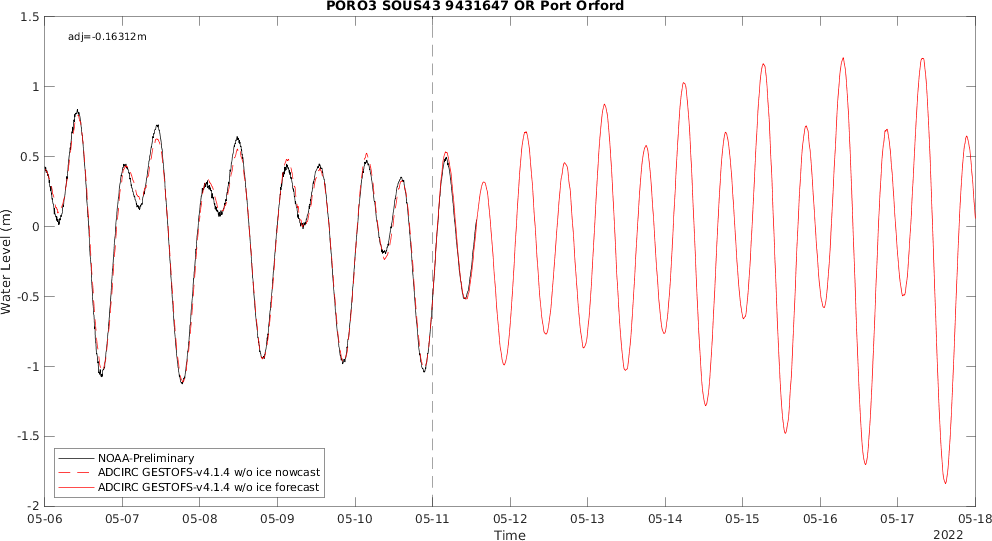 PORO3 SOUS43 9431647 OR Port Orford
adj=-0.16312m
1.5
1
0.5
0
-0.5
-1
-1.5
-2
Water Level (m)
NOAA-Preliminary
ADCIRC GESTOFS-v4.1.4 w/o ice nowcast
ADCIRC GESTOFS-v4.1.4 w/o ice forecast
05-06 05-07 05-08 05-09 05-10 05-11 05-12 05-13 05-14 05-15 05-16 05-17 05-18
Time
2022